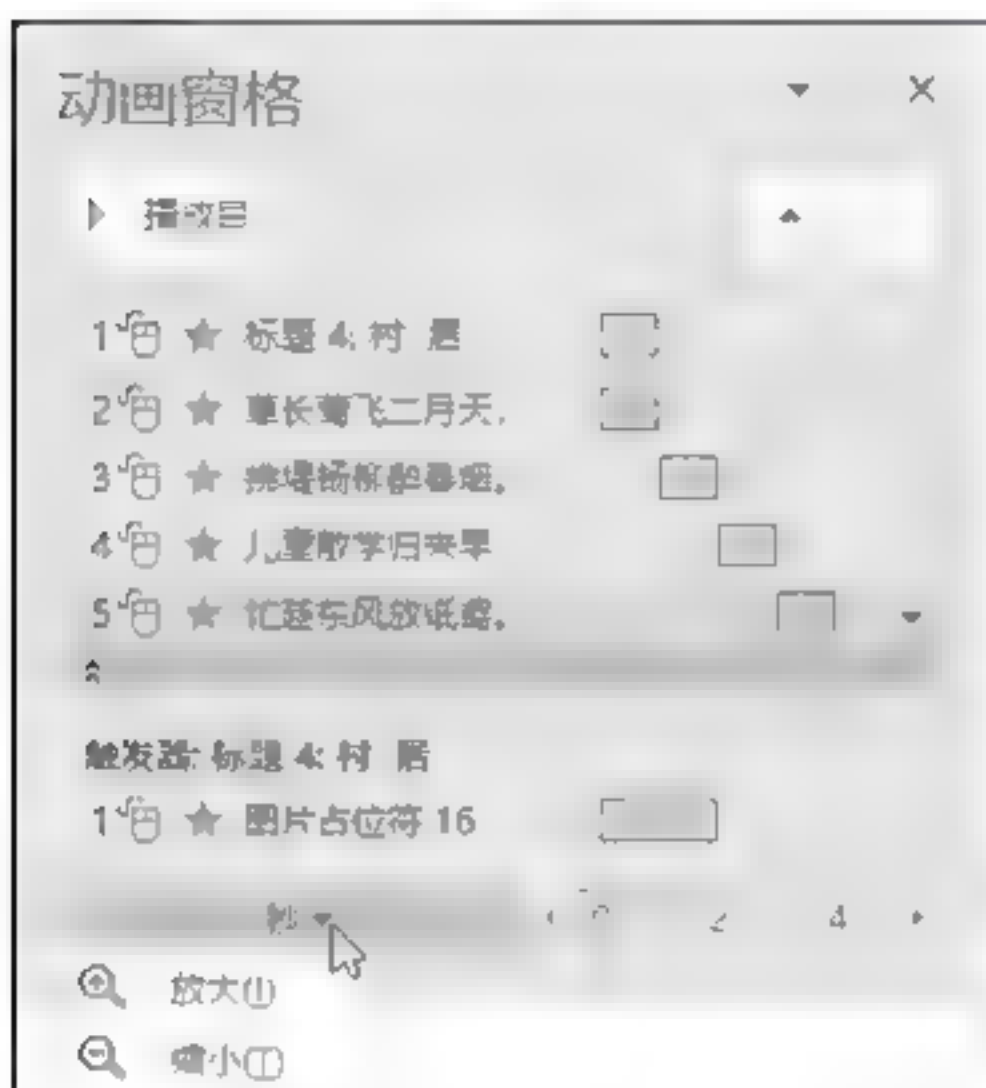 动画窗格
播放自
1 标题 4: 村 居
2 草长莺飞二月天,
3 拂堤杨柳醉春烟。
4 儿童散学归来早
5 忙趁东风放纸鸢。
触发器: 标题 4: 村 居
1 图片占位符 16
秒 0 2 4
放大(I)
缩小